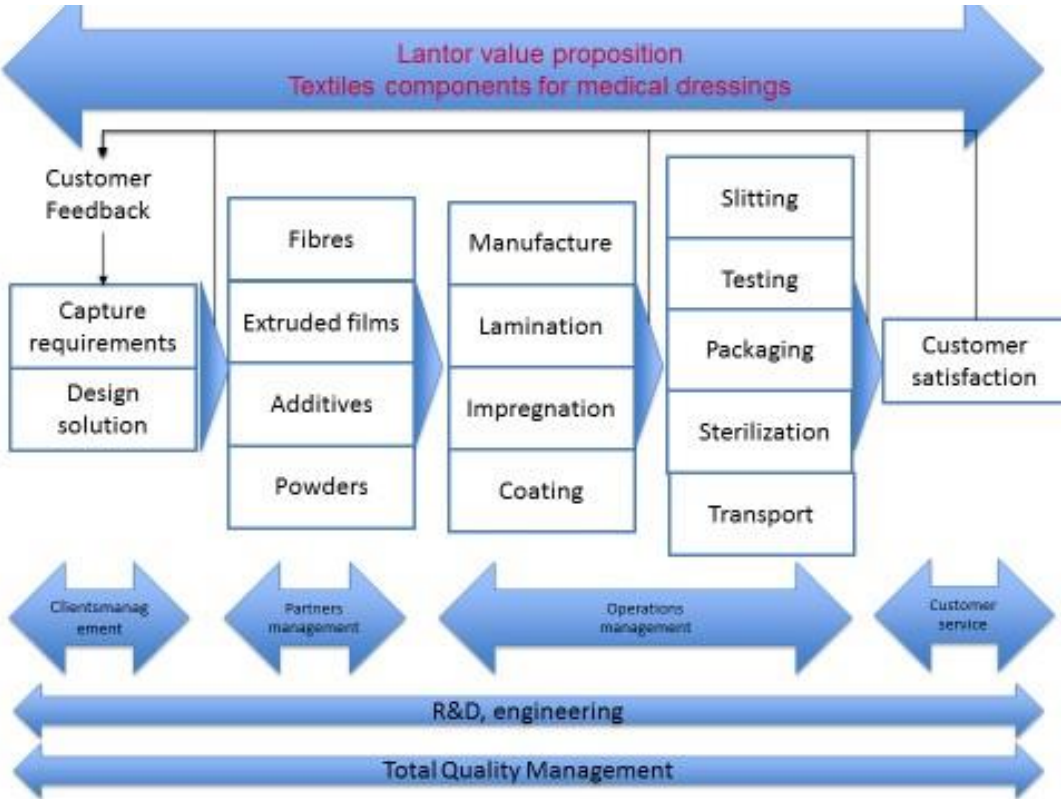 Lantor value proposition
Textiles components for medical dressings
Customer
Feedback
Capture
requirements
Design
solution
Fibres
Extruded films
Additives
Powders
Manufacture
Lamination
Impregnation
Coating
Slitting
Testing
Packaging
Sterilization
Transport
Customer
satisfaction
Clientsmanag
ement
Partners
management
Operations
management
Customer
service
R&D, engineering
Total Quality Management